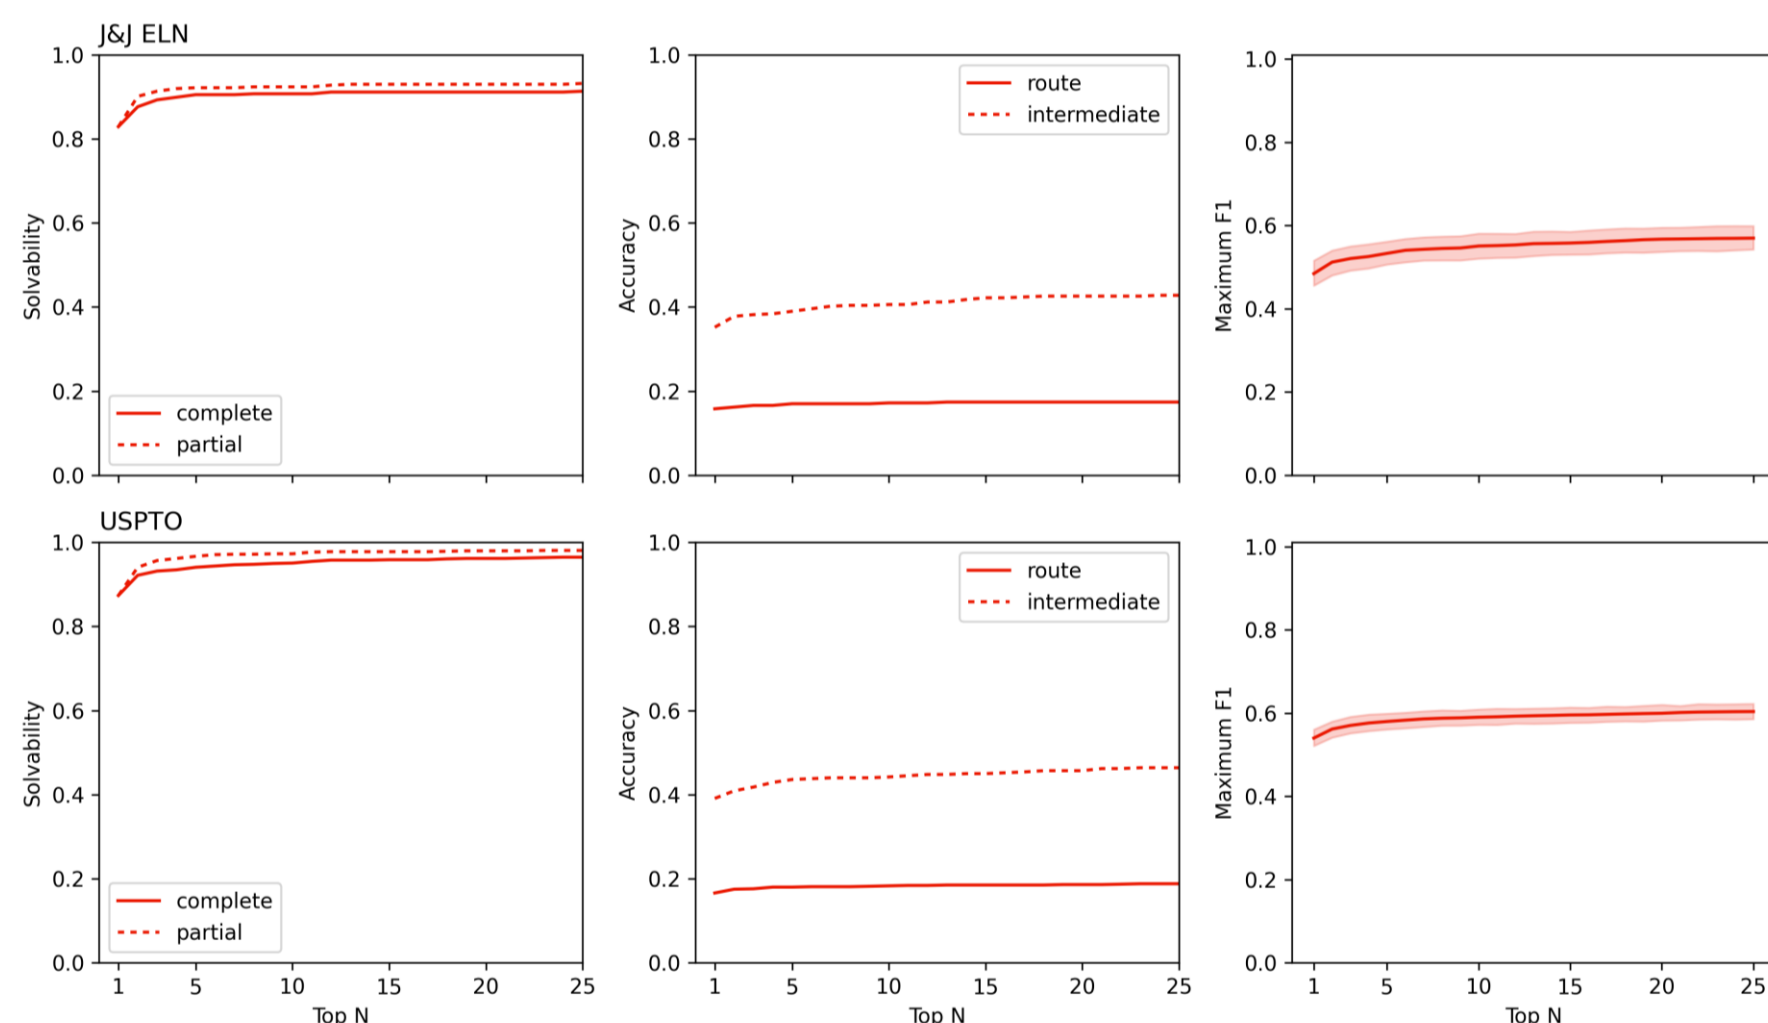 J&J ELN
1.0
0.8
0.6
0.4
0.2
0.0
Solvability
complete
partial
1.0
0.8
0.6
0.4
0.2
0.0
Accuracy
route
intermediate
1.0
0.8
0.6
0.4
0.2
0.0
Maximum F1
USPTO
1.0
0.8
0.6
0.4
0.2
0.0
Solvability
complete
partial
1 5 10 15 20 25
Top N
1.0
0.8
0.6
0.4
0.2
0.0
Accuracy
route
intermediate
1 5 10 15 20 25
Top N
1.0
0.8
0.6
0.4
0.2
0.0
Maximum F1
1 5 10 15 20 25
Top N